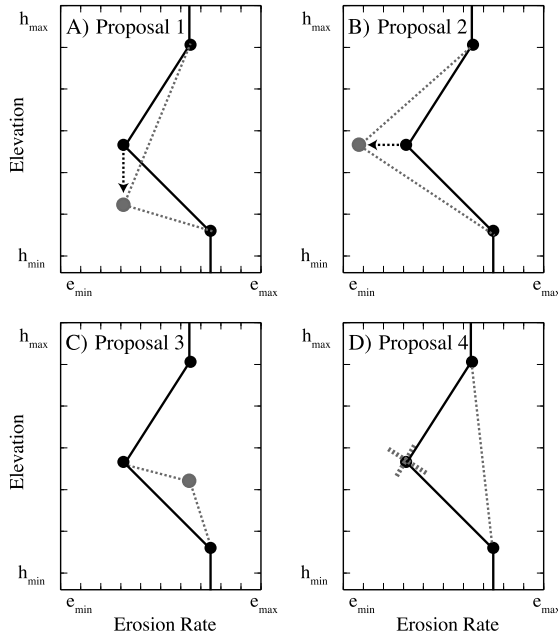 h_max A) Proposal 1
B) Proposal 2
h_max
Elevation
h_min
h_min
e_min e_max
e_min e_max
C) Proposal 3
h_max
D) Proposal 4
h_max
Elevation
h_min
h_min
e_min e_max
e_min e_max
Erosion Rate
Erosion Rate